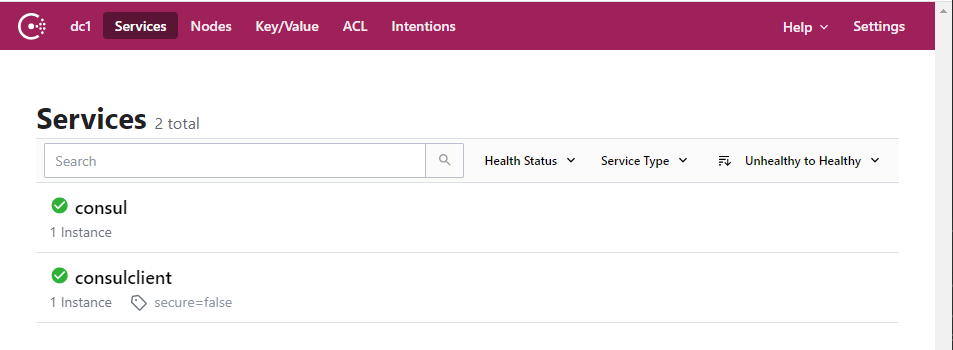 dc1 Services Nodes Key/Value ACL Intentions Help Settings
Services 2 total
Search Health Status Service Type Unhealthy to Healthy
consul
1 Instance
consulclient
1 Instance secure=false